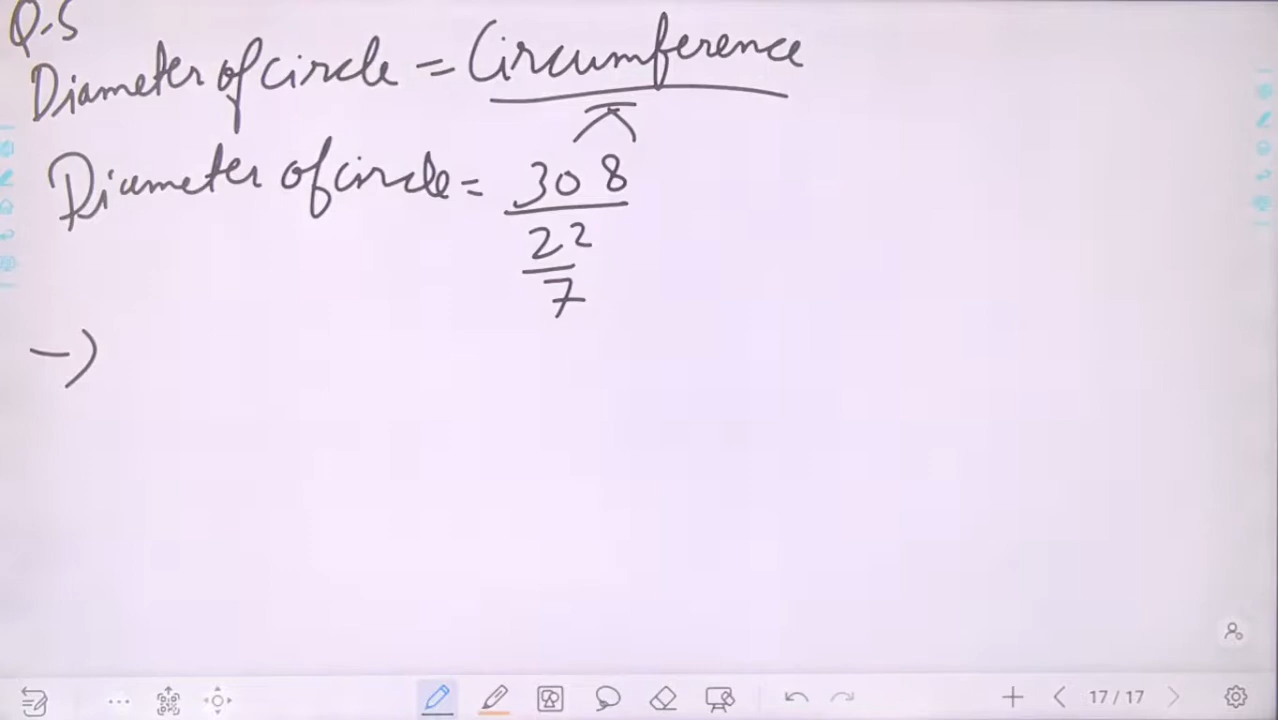 Q.5
Diameter of circle = Circumference
π
Diameter of circle = 308
22
7
→
17/17